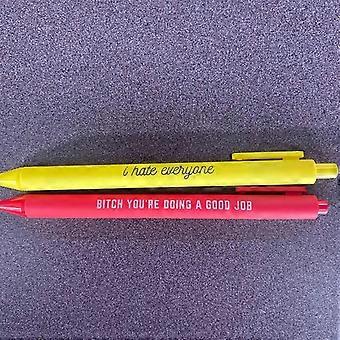 i hate everyone
BITCH YOU'RE DOING A GOOD JOB